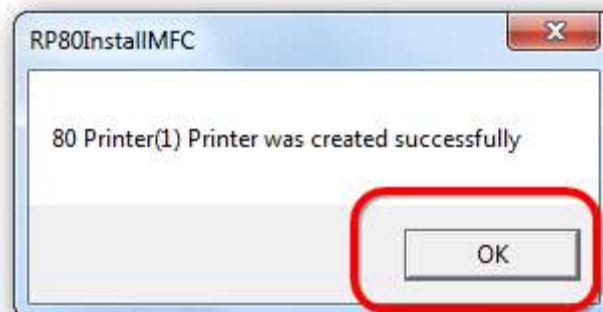 RP80InstallMFC
80 Printer(1) Printer was created successfully
OK